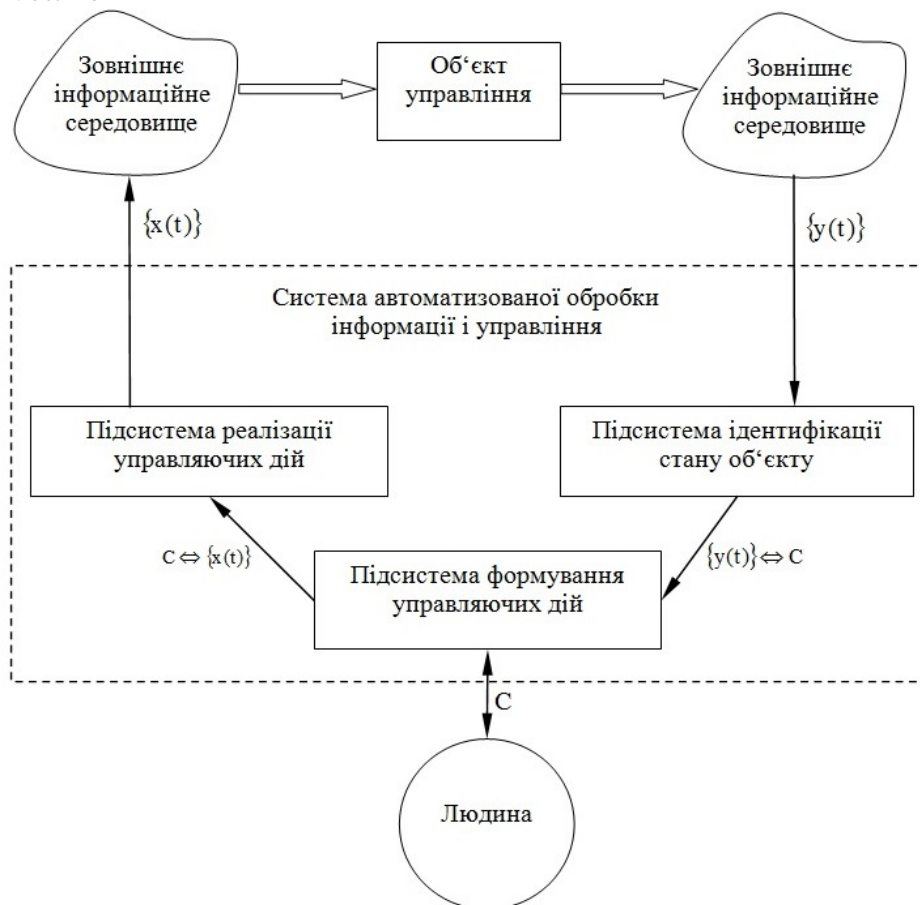 Зовнішнє
інформаційне
середовище
Об‘єкт
управління
Зовнішнє
інформаційне
середовище
{x(t)}
{y(t)}
Система автоматизованої обробки
інформації і управління
Підсистема реалізації
управляючих дій
Підсистема ідентифікації
стану об‘єкту
C ⇔ {x(t)}
{y(t)} ⇔ C
Підсистема формування
управляючих дій
C
Людина